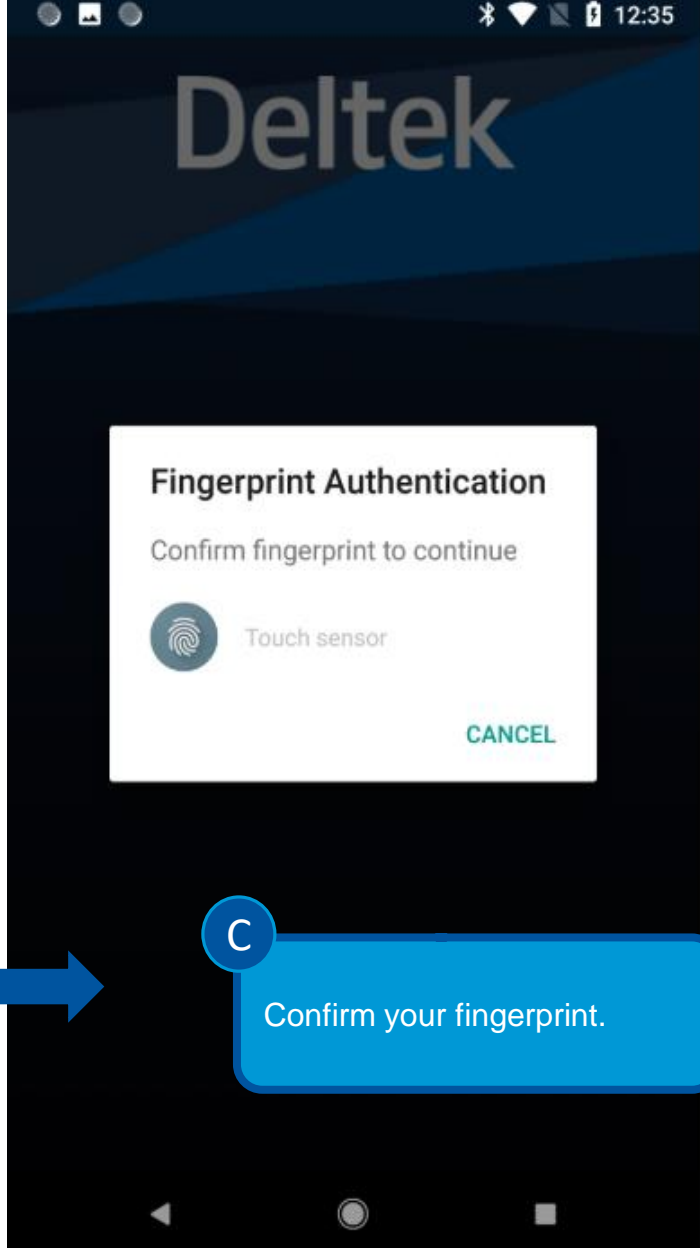 12:35
Deltek
Fingerprint Authentication
Confirm fingerprint to continue
Touch sensor
CANCEL
C
Confirm your fingerprint.